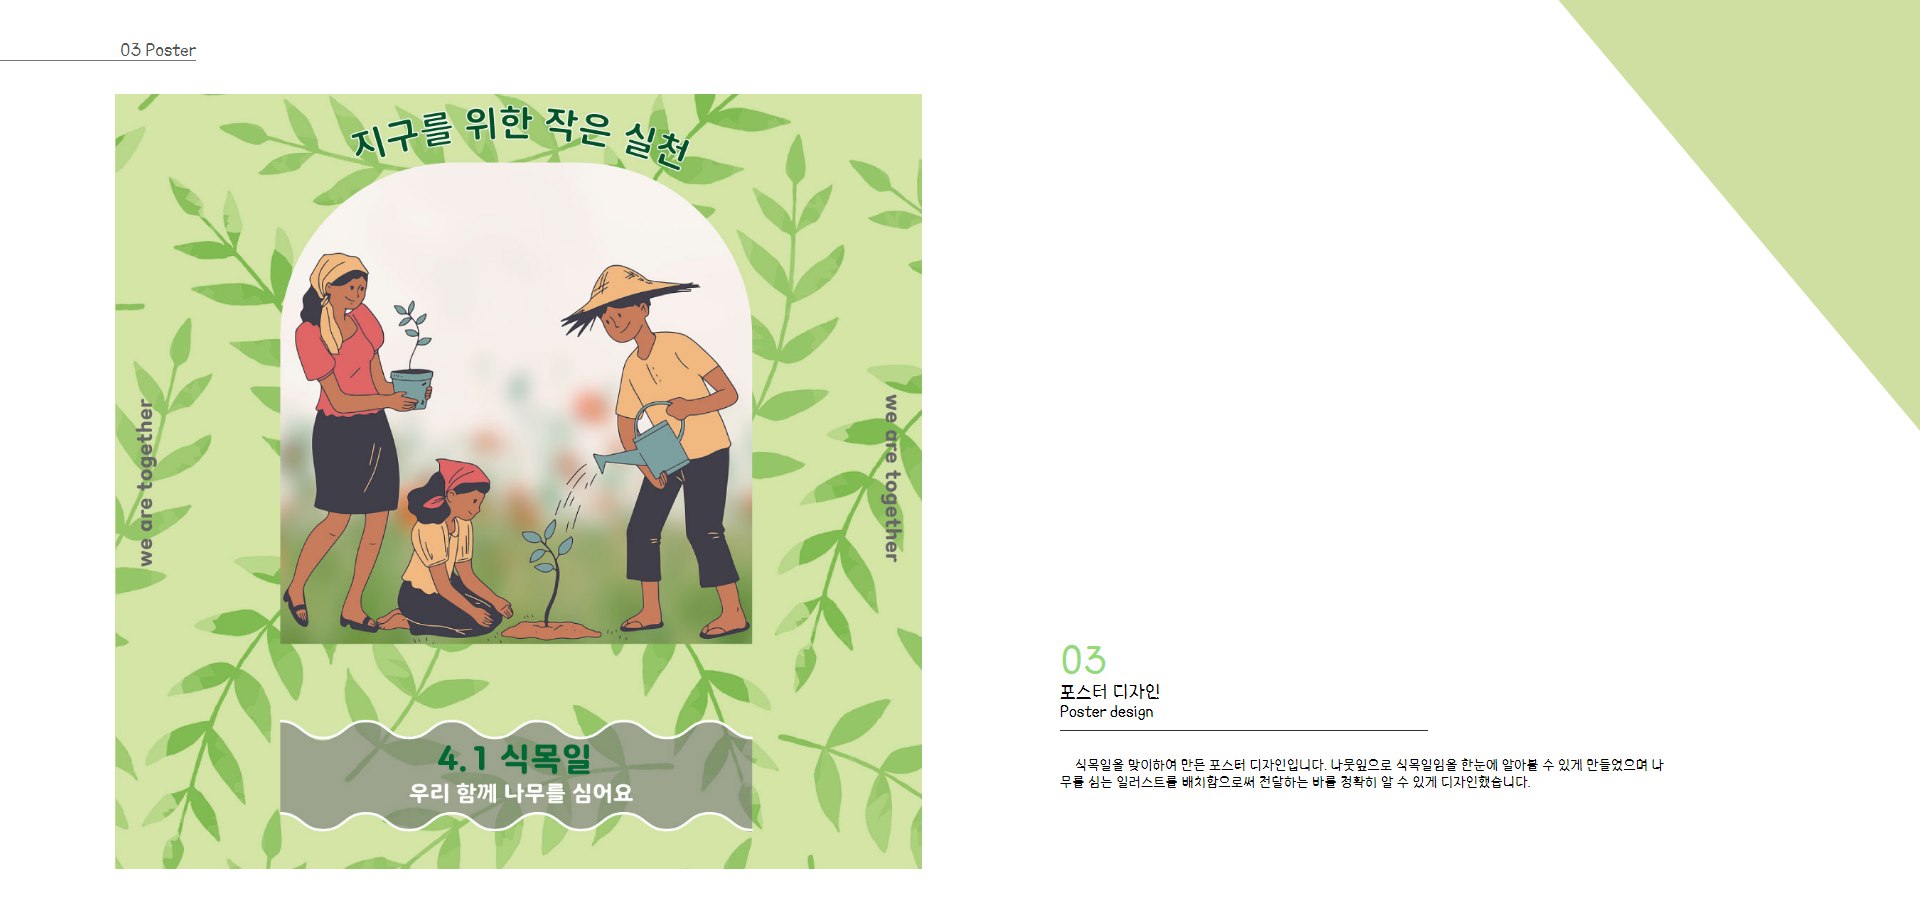 03 Poster
지구를 위한 작은 실천
we are together
we are together
4.1 식목일
우리 함께 나무를 심어요
03
포스터 디자인
Poster design
식목일을 맞이하여 만든 포스터 디자인입니다. 나뭇잎으로 식목일임을 한눈에 알아볼 수 있게 만들었으며 나
무를 심는 일러스트를 배치함으로써 전달하는 바를 정확히 알 수 있게 디자인했습니다.